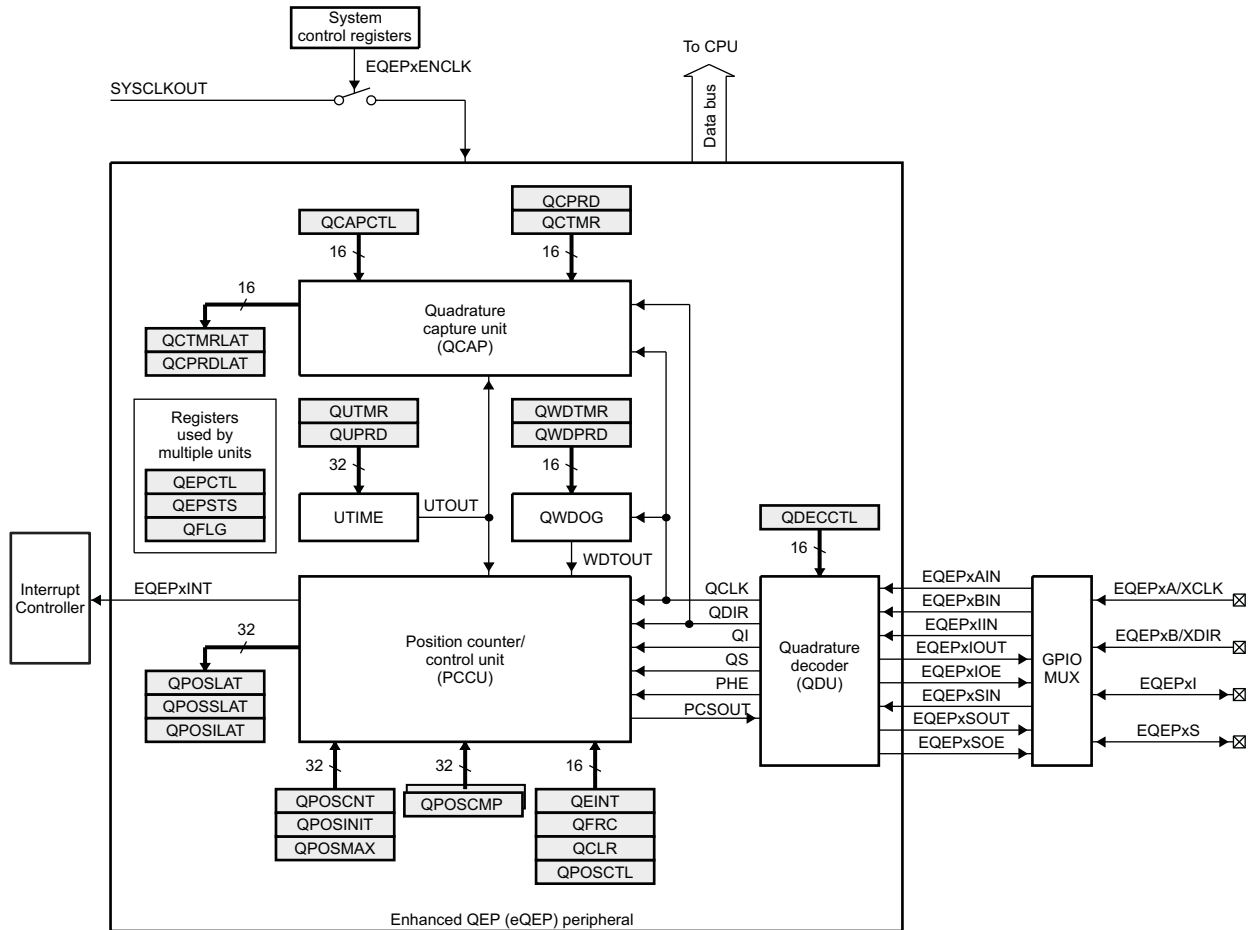 System
control registers
To CPU
EQEPxENCLK
SYSCLKOUT
Data bus
QCPRD
QCAPCTL
QCTMR
16
16
16
Quadrature
capture unit
(QCAP)
QCTMRLAT
QCPRDLAT
Registers
used by
multiple units
QEPCTL
QEPSTS
QFLG
QUTMR
QUPRD
32
QWDTMR
QWDPRD
16
UTIME
UTOUT
QWDOG
WDTOUT
QDECCTL
16
Interrupt
Controller
EQEPxINT
32
Position counter/
control unit
(PCCU)
QCLK
QDIR
QI
QS
PHE
PCSOUT
Quadrature
decoder
(QDU)
EQEPxAIN
EQEPxBIN
EQEPxIIN
EQEPxIOUT
EQEPxIOE
EQEPxSIN
EQEPxSOUT
EQEPxSOE
GPIO
MUX
EQEPxA/XCLK
EQEPxB/XDIR
EQEPxI
EQEPxS
QPOSLAT
QPOSSLAT
QPOSILAT
32
32
16
QPOSCNT
QPOSINIT
QPOSMAX
QPOSCMP
QEINT
QFRC
QCLR
QPOSCTL
Enhanced QEP (eQEP) peripheral